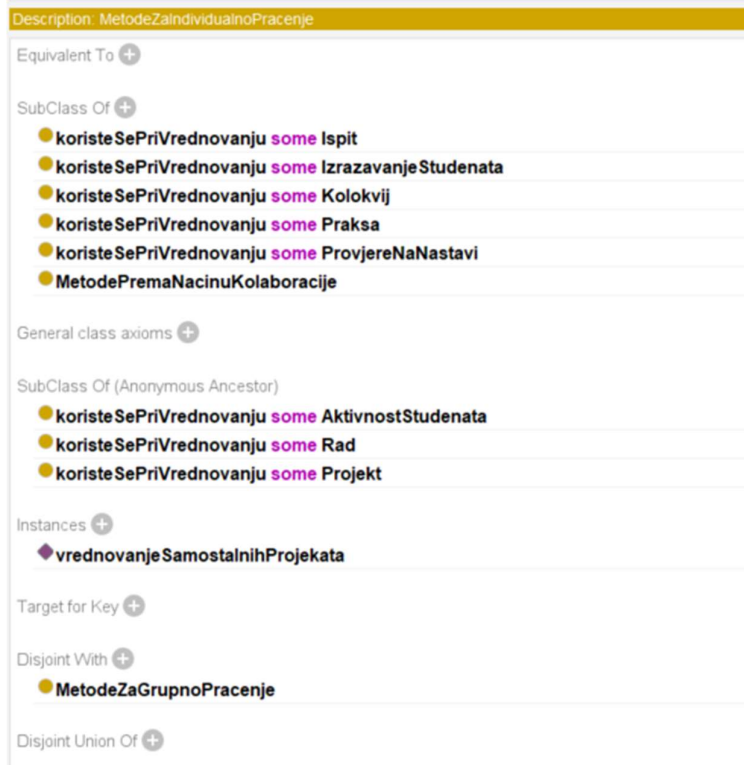 Description: MetodeZaIndividualnoPracenje
Equivalent To
SubClass Of
koristeSePriVrednovanju some Ispit
koristeSePriVrednovanju some IzrazavanjeStudenata
koristeSePriVrednovanju some Kolokvij
koristeSePriVrednovanju some Praksa
koristeSePriVrednovanju some ProvjereNaNastavi
MetodePremaNacinuKolaboracije
General class axioms
SubClass Of (Anonymous Ancestor)
koristeSePriVrednovanju some AktivnostStudenata
koristeSePriVrednovanju some Rad
koristeSePriVrednovanju some Projekt
Instances
vrednovanjeSamostalnihProjekata
Target for Key
Disjoint With
MetodeZaGrupnoPracenje
Disjoint Union Of